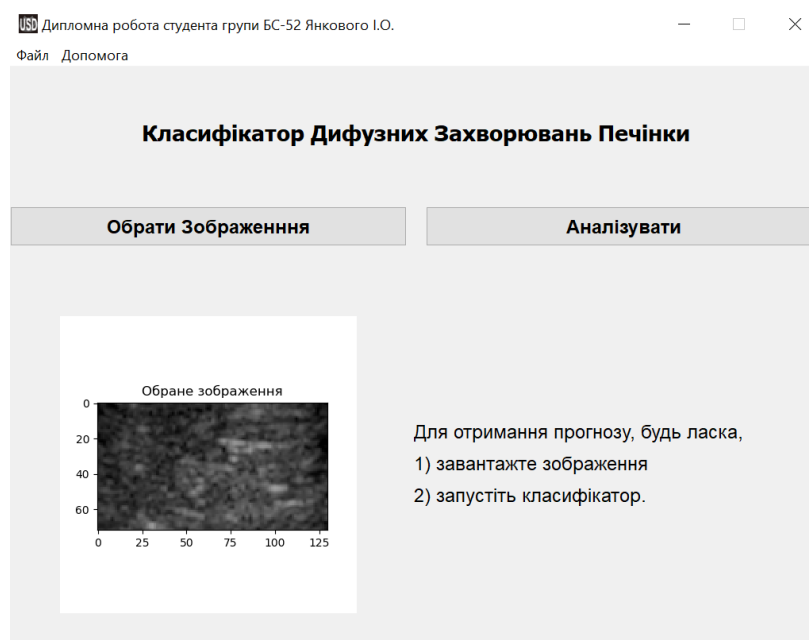 USD Дипломна робота студента групи БС-52 Янкового І.О.
Файл Допомога
Класифікатор Дифузних Захворювань Печінки
Обрати Зображенння
Аналізувати
Обране зображення
0
20
40
60
0 25 50 75 100 125
Для отримання прогнозу, будь ласка,
1) завантажте зображення
2) запустіть класифікатор.